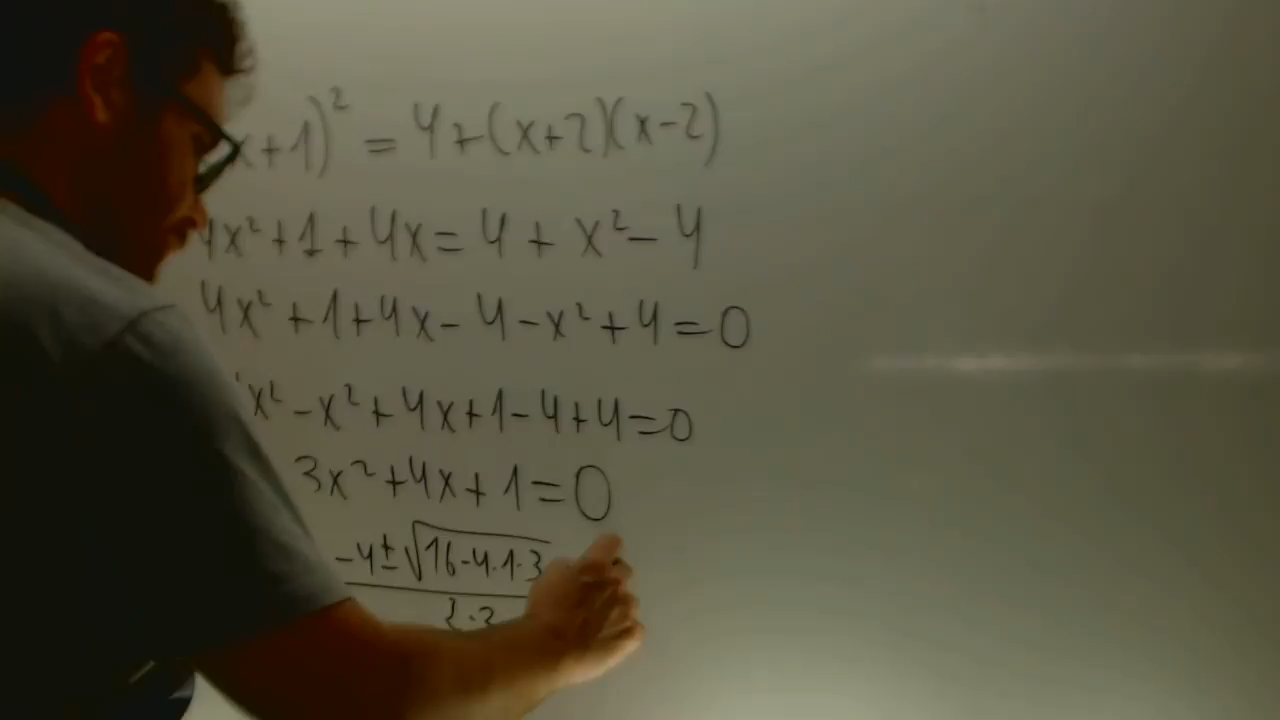 x+1)² = 4+(x+2)(x-2)
4x²+1+4x=4+x²-4
4x²+1+4x-4-x²+4=0
x²-x²+4x+1-4+4=0
3x²+4x+1=0
-4±√16-4·1·3
2·3